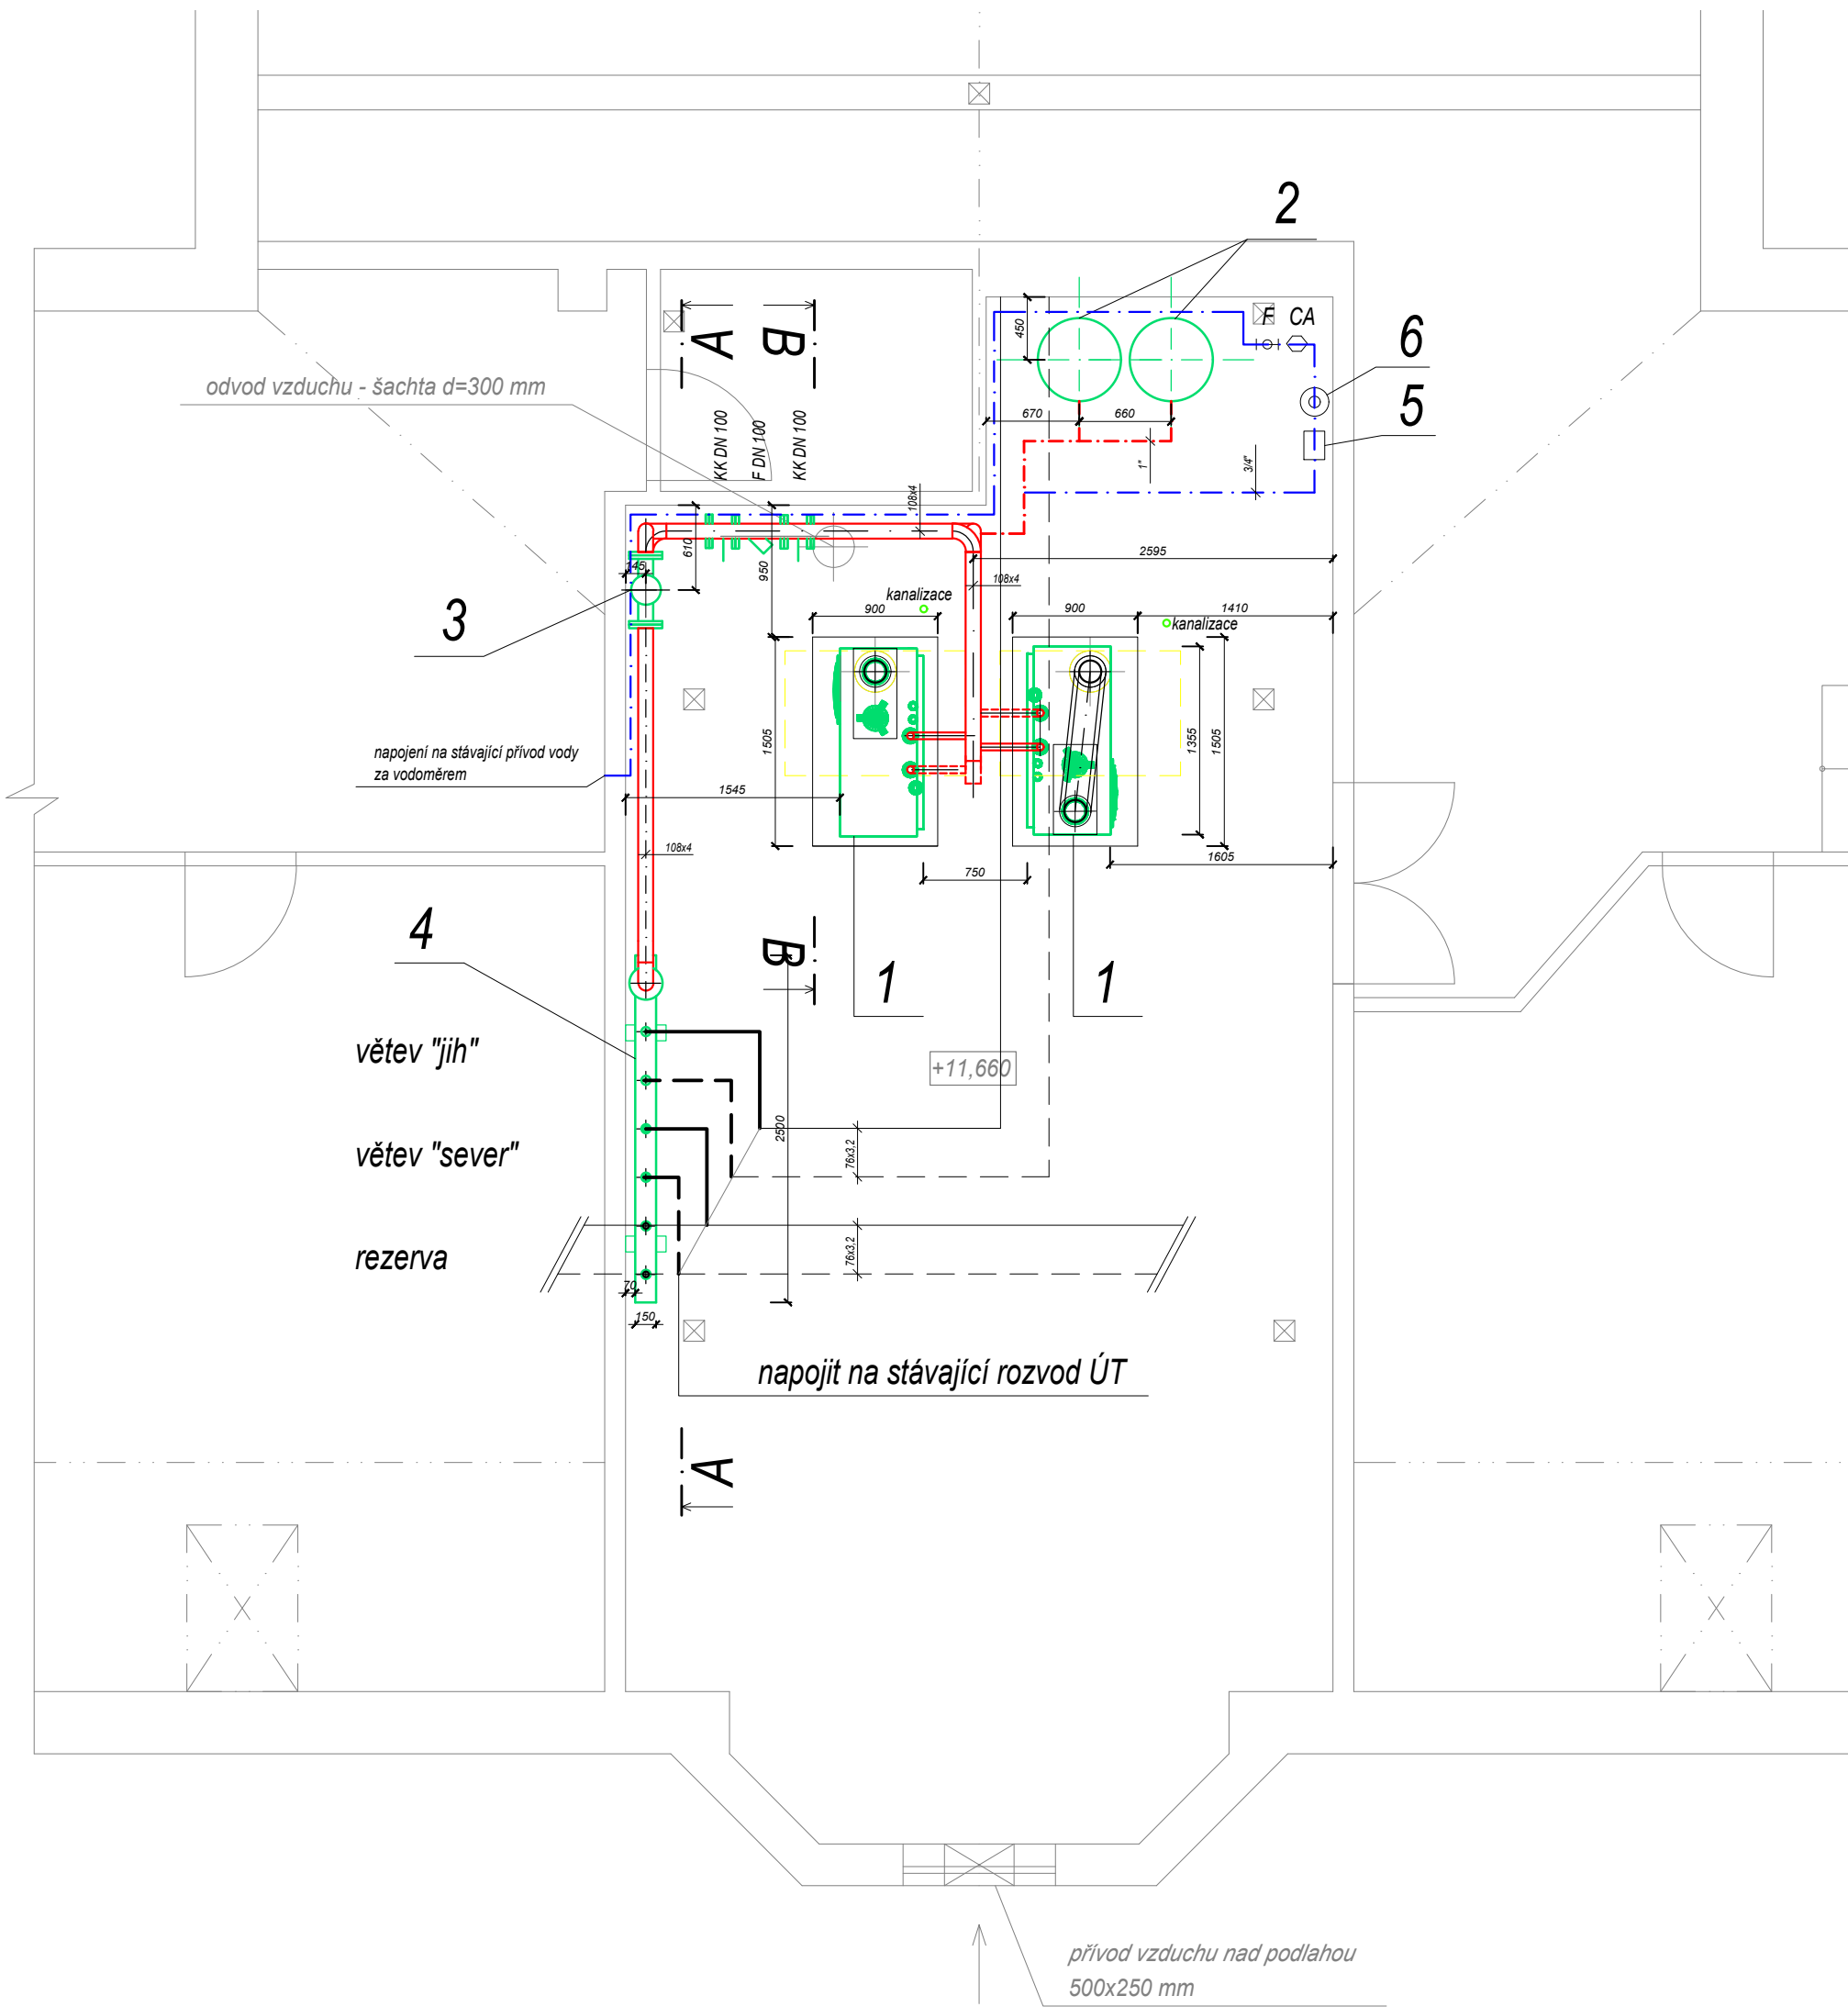 2
F CA
6
5
450
670
660
1"
3/4"
A
B
odvod vzduchu - šachta d=300 mm
KK DN 100
F DN 100
KK DN 100
108x4
610
950
145
2595
108x4
3
kanalizace
900
900
1410
kanalizace
1505
1355
1505
napojení na stávající přívod vody
za vodoměrem
1545
108x4
750
1605
4
B
1
1
větev "jih"
+11,660
2500
76x3,2
větev "sever"
76x3,2
rezerva
70
150
napojit na stávající rozvod ÚT
A
přívod vzduchu nad podlahou
500x250 mm